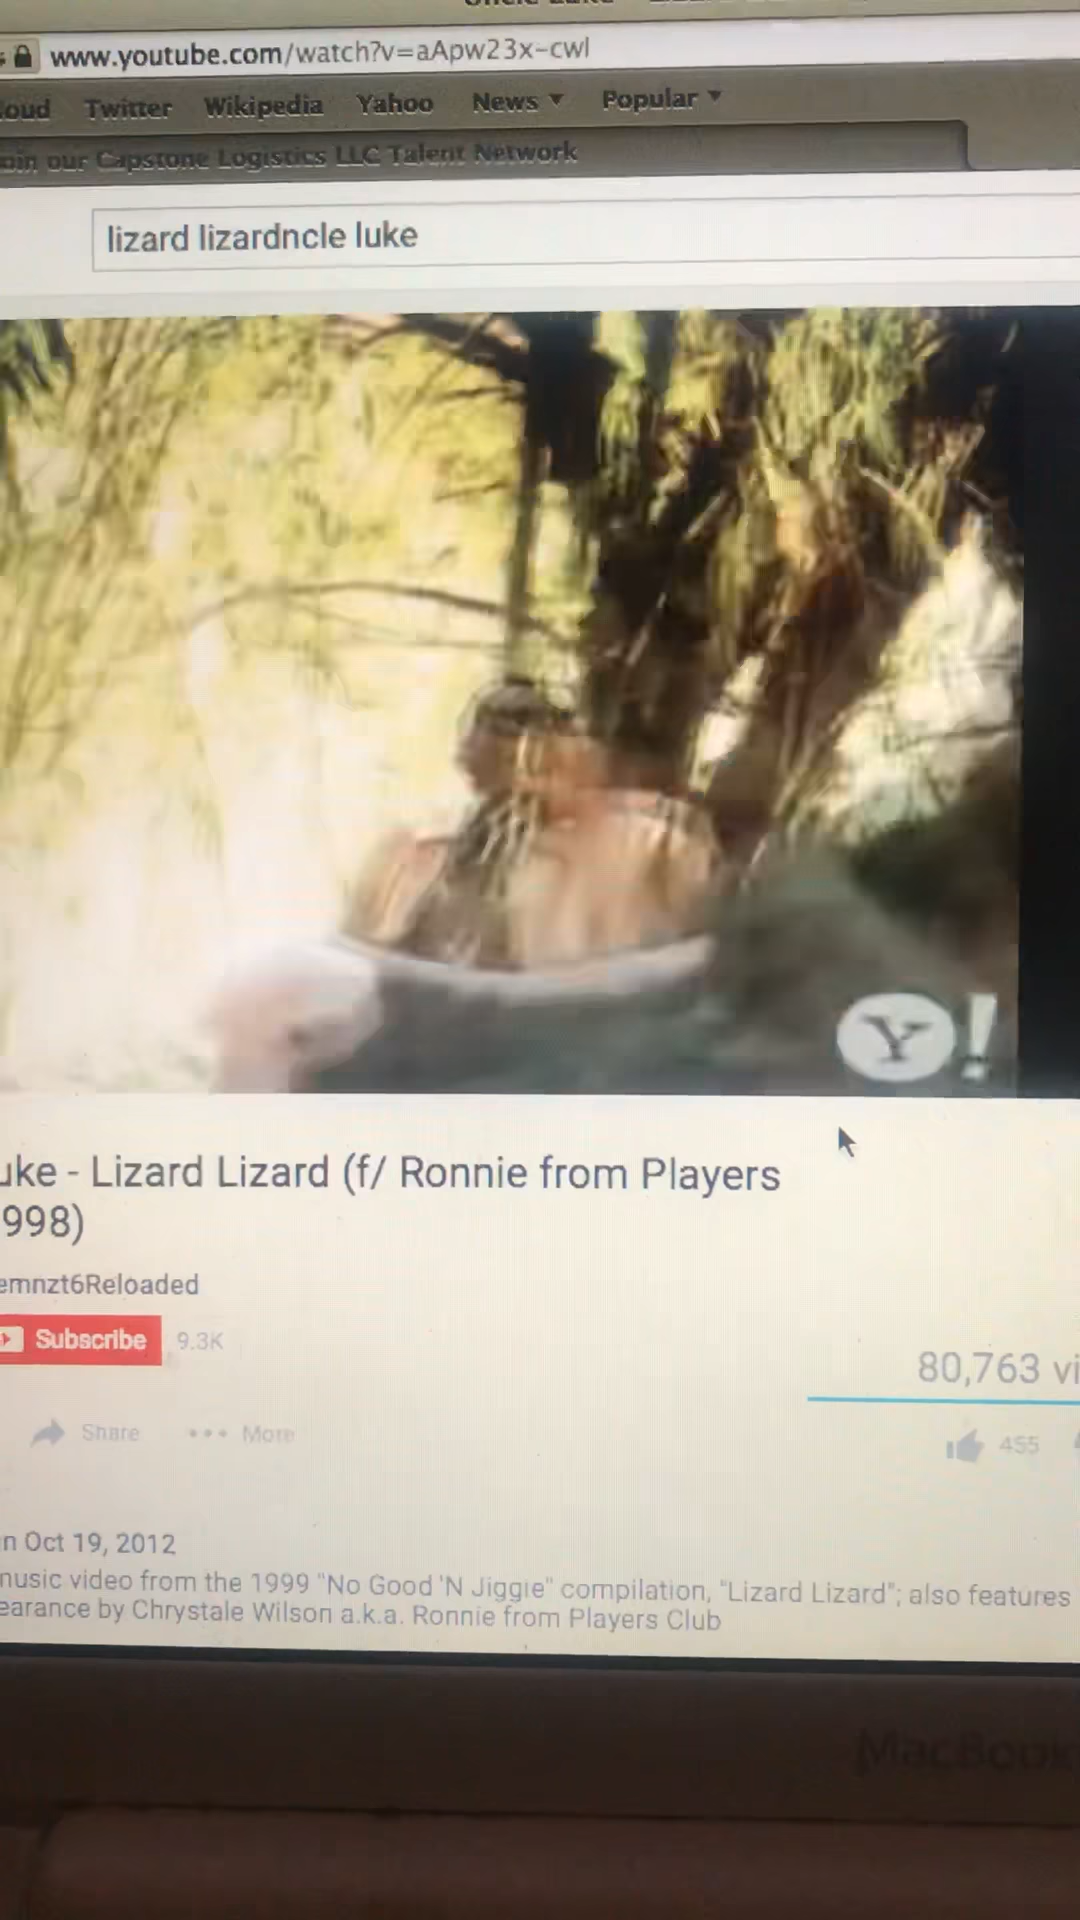 www.youtube.com/watch?v=aApw23x-cwI
oud Twitter Wikipedia Yahoo News Popular
oin our Capstone Logistics LLC Talent Network
lizard lizardncle luke
Y!
uke - Lizard Lizard (f/ Ronnie from Players
998)
emnzt6Reloaded
Subscribe 9.3K
80,763 vi
Share More
455
n Oct 19, 2012
music video from the 1999 "No Good 'N Jiggie" compilation, "Lizard Lizard"; also features
earance by Chrystale Wilson a.k.a. Ronnie from Players Club
MacBook